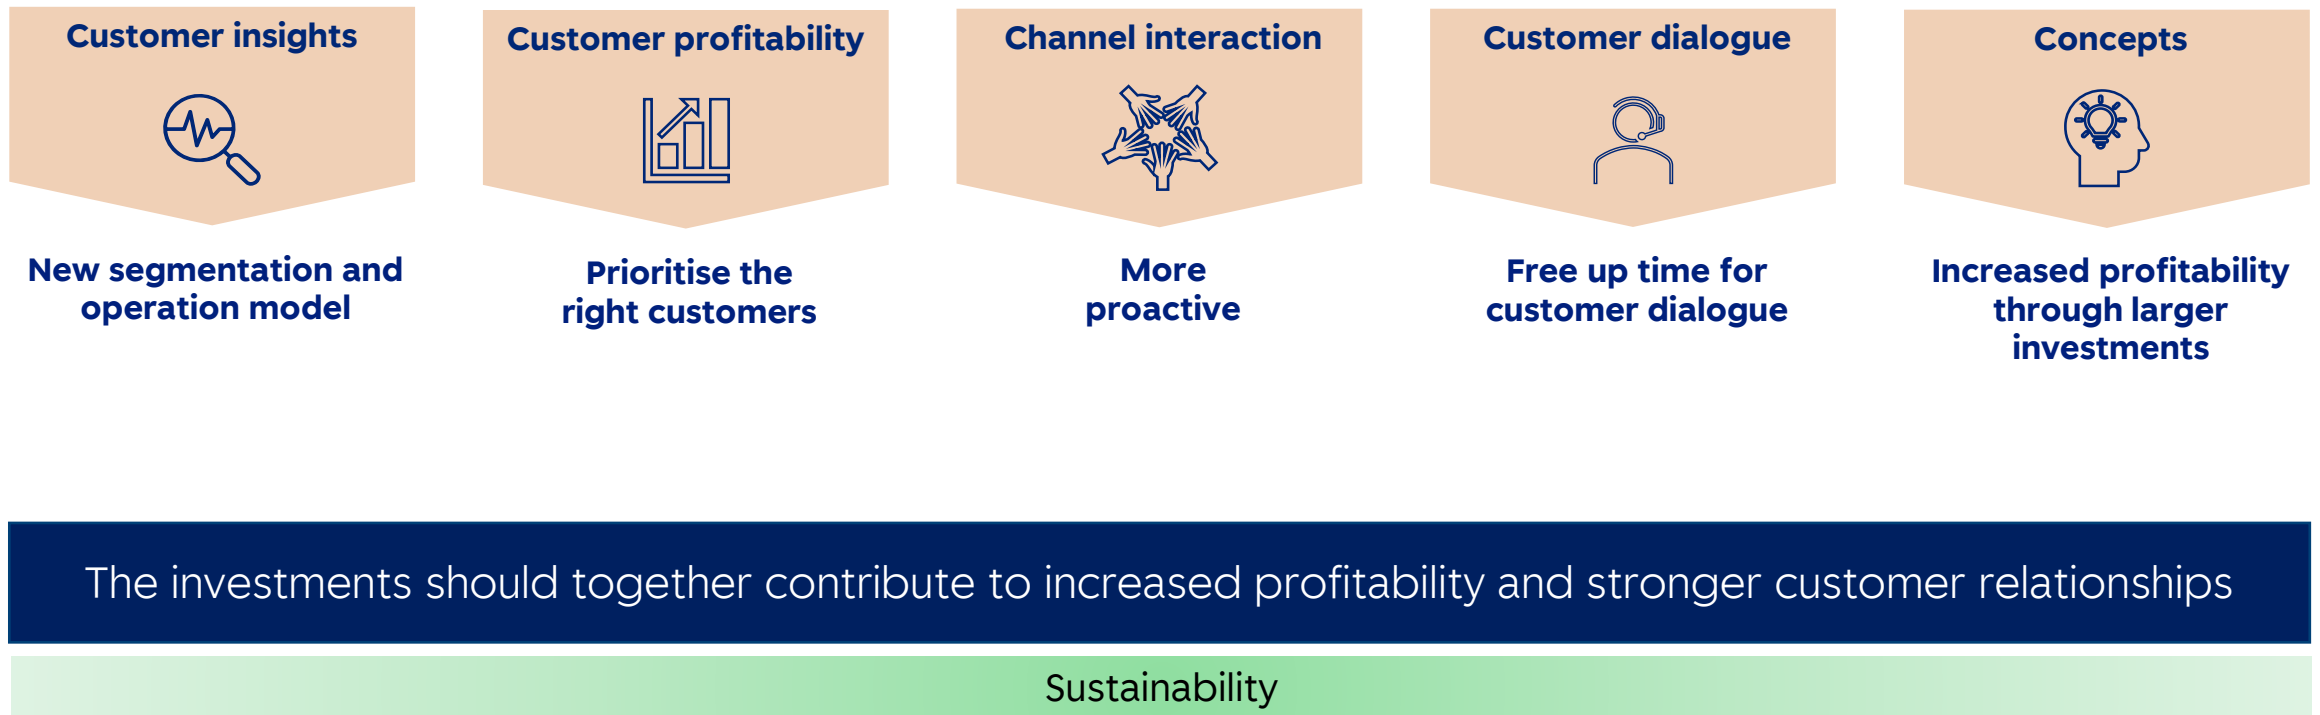 Customer insights
New segmentation and
operation model
Customer profitability
Prioritise the
right customers
Channel interaction
More
proactive
Customer dialogue
Free up time for
customer dialogue
Concepts
Increased profitability
through larger
investments
The investments should together contribute to increased profitability and stronger customer relationships
Sustainability